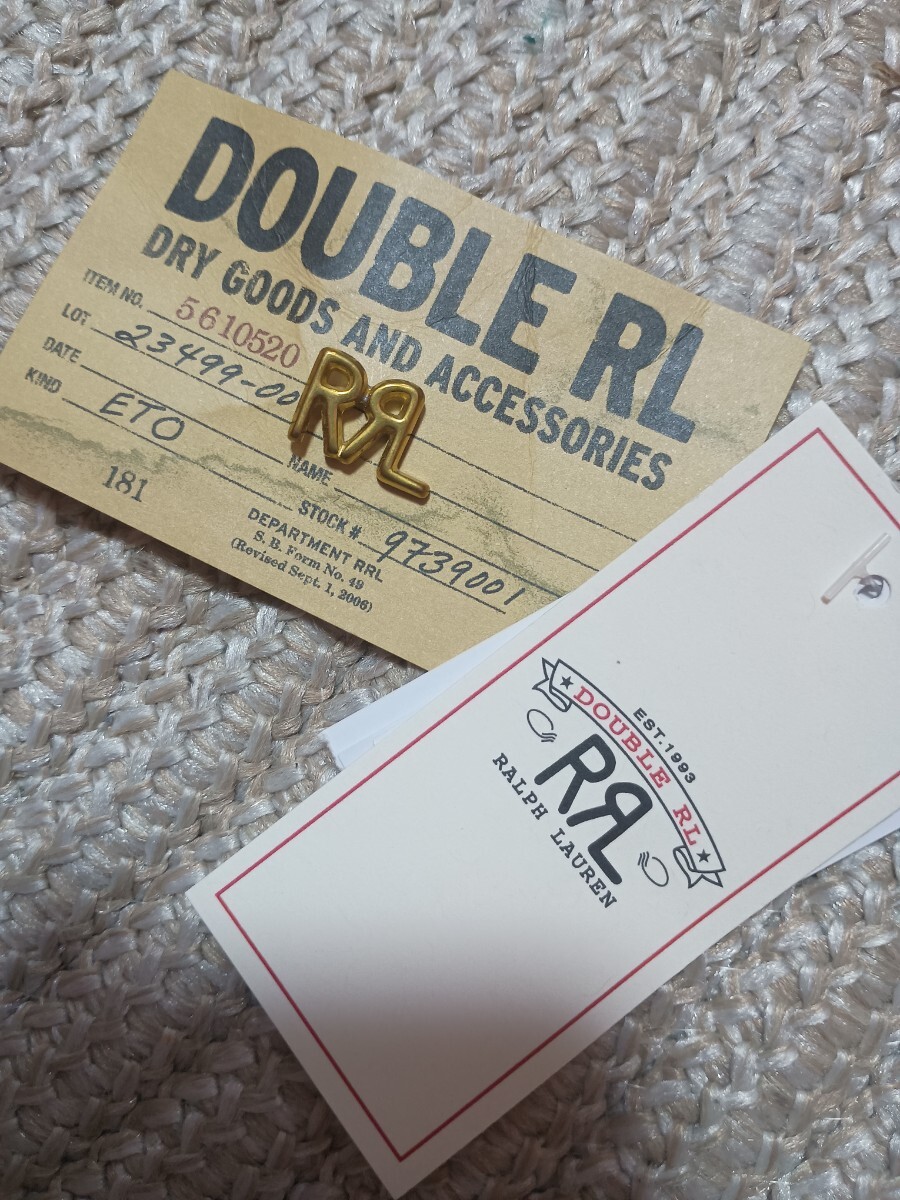 DOUBLE RL
DRY GOODS AND ACCESSORIES
ITEM NO. 5610520
LOT 23499-00
DATE
KIND ETO
NAME
181
STOCK # 9739001
DEPARTMENT RRL
S. B. Form No. 49
(Revised Sept. 1, 2006)
RRL
EST.1993
★ DOUBLE RL ★
RRL
RALPH LAUREN